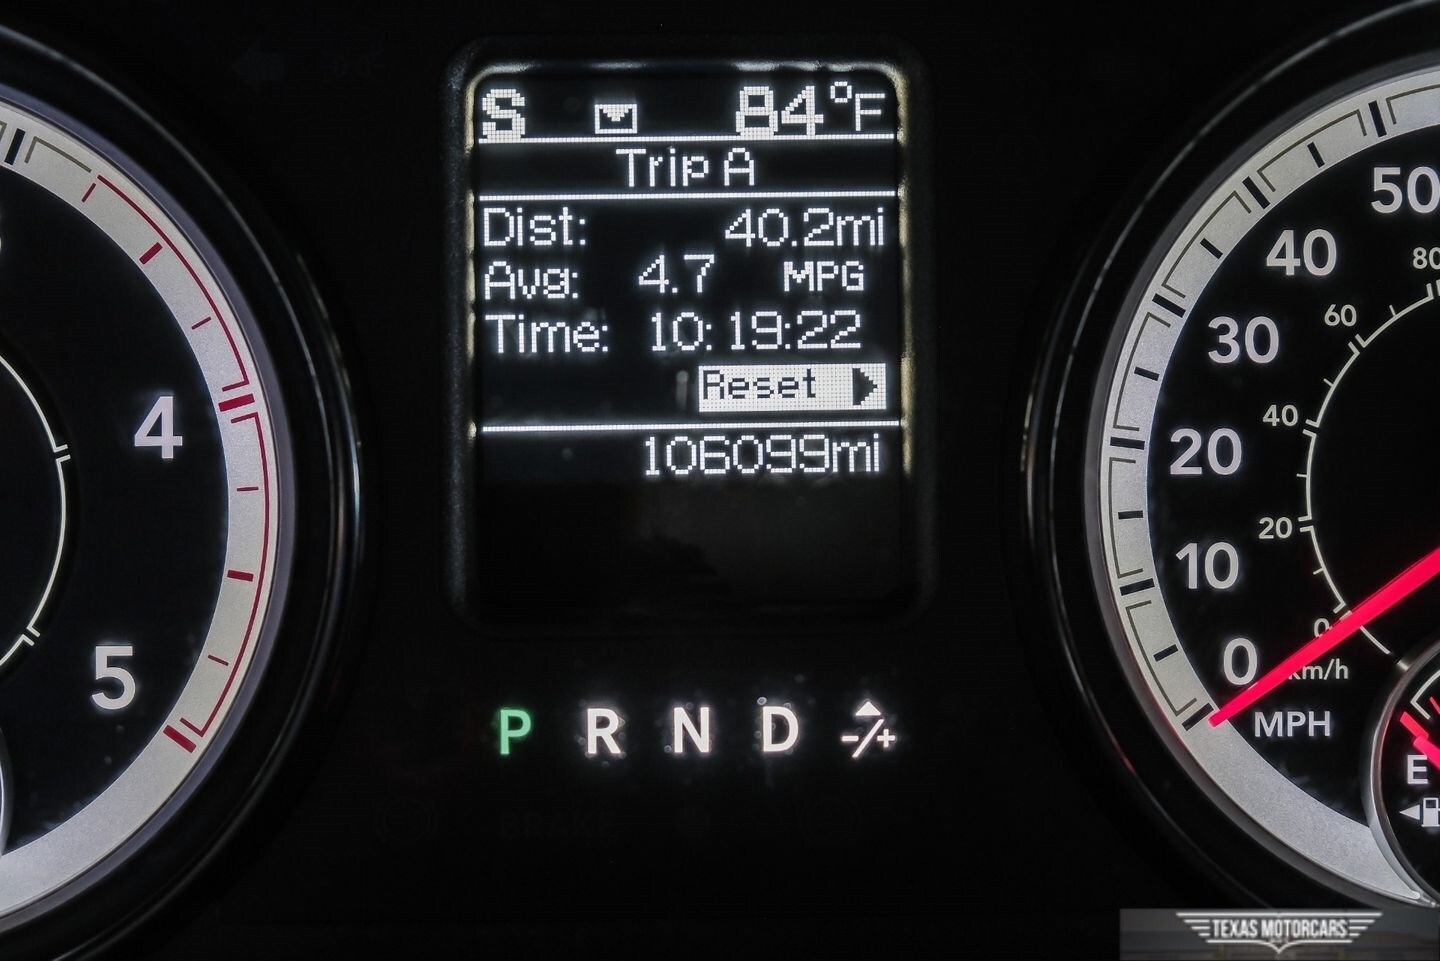 S 84°F
Trip A
Dist: 40.2mi
Avg: 4.7 MPG
Time: 10:19:22
Reset
106099mi
P R N D -/+
4
5
50
40
30
20
10
0
MPH
80
60
40
20
0
km/h
E
TEXAS MOTORCARS